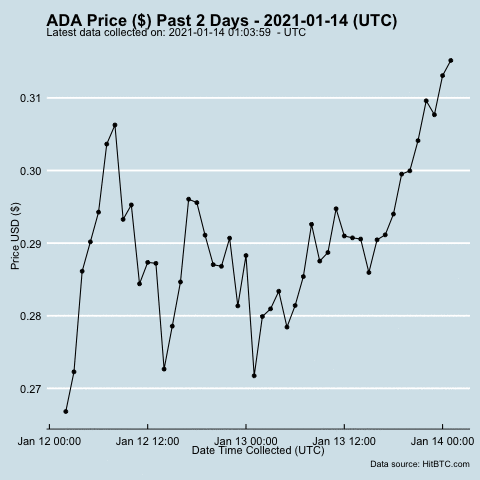 ADA Price ($) Past 2 Days - 2021-01-14 (UTC)
Latest data collected on: 2021-01-14 01:03:59 - UTC
Price USD ($)
0.31
0.30
0.29
0.28
0.27
Jan 12 00:00 Jan 12 12:00 Jan 13 00:00 Jan 13 12:00 Jan 14 00:00
Date Time Collected (UTC)
Data source: HitBTC.com